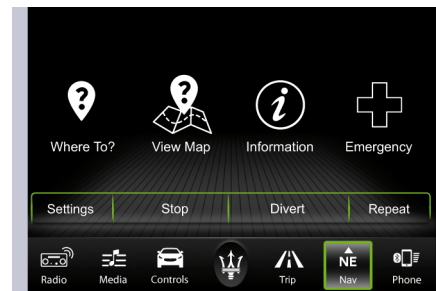 Where To? View Map Information Emergency
Settings Stop Divert Repeat
NE
Radio Media Controls Trip Nav Phone